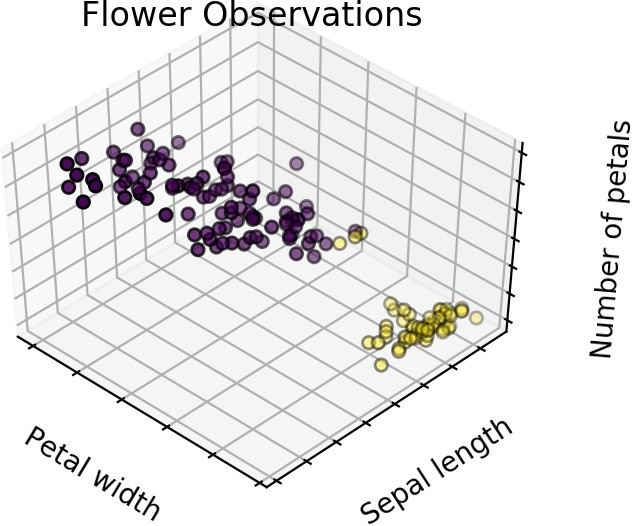 Flower Observations
Number of petals
Petal width
Sepal length